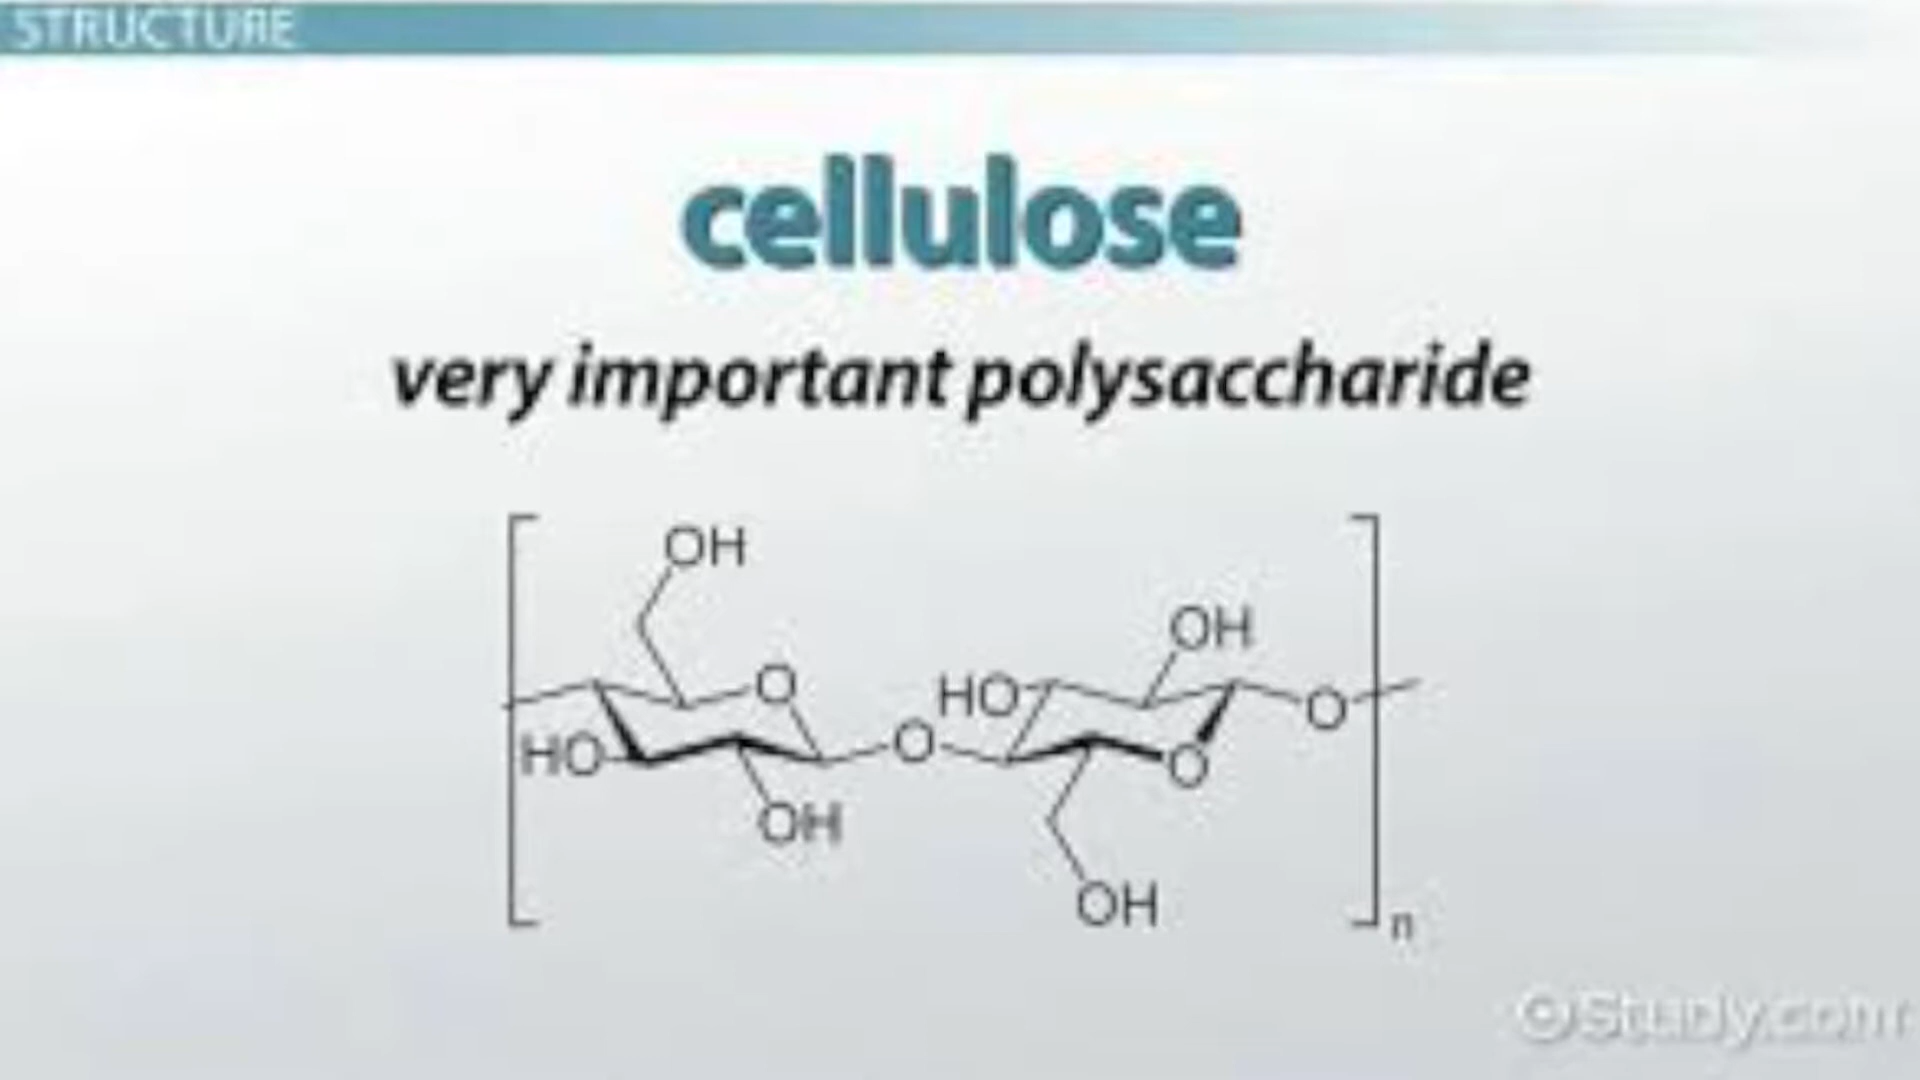 STRUCTURE
cellulose
very important polysaccharide
OH
OH
HO
O
O
HO
O
O
OH
OH
n
Study.com